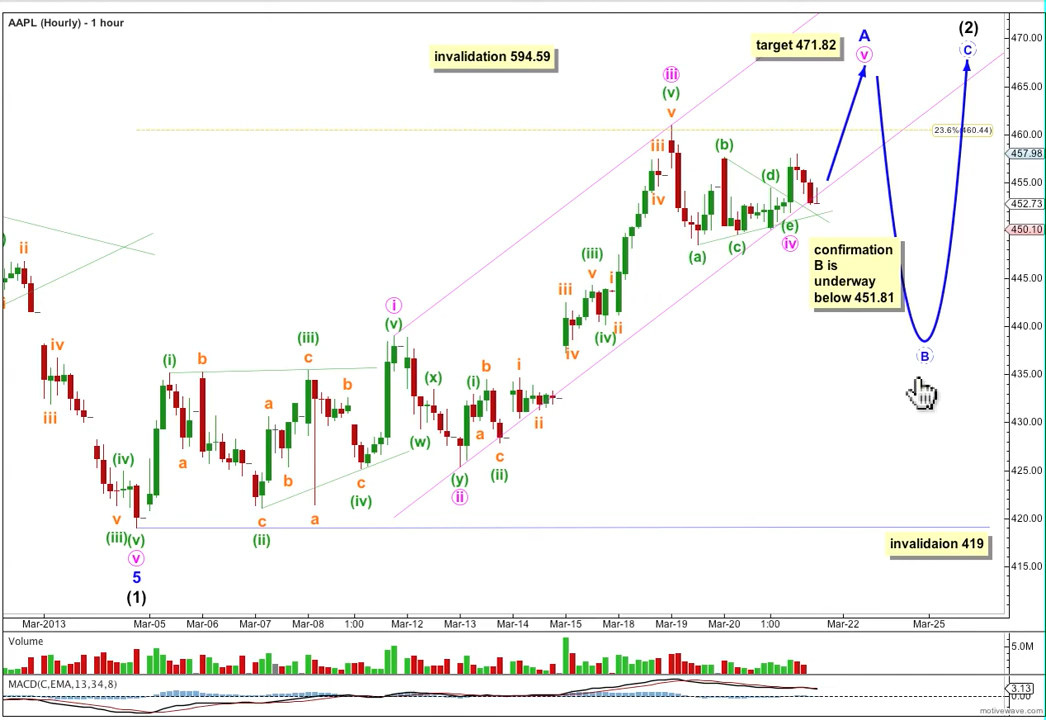 AAPL (Hourly) - 1 hour
(2)
470.00
A
C
target 471.82
v
invalidation 594.59
iii
465.00
(v)
v
460.00
23.6%(460.44)
iii
(b)
457.98
455.00
(d)
iv
452.73
450.10
(e)
iv
(c)
(a)
confirmation
B is
underway
below 451.81
ii
(iii)
v
i
445.00
iii
i
(v)
440.00
(iv)
ii
iv
(iii)
iv
B
c
(i)
b
b
i
435.00
(x)
(i)
b
iii
a
ii
430.00
(w)
a
c
425.00
(iv)
a
b
c
(y)
(ii)
(iv)
ii
v
c
a
420.00
(iii)
(v)
(ii)
invalidaion 419
v
415.00
5
(1)
Mar-2013
Mar-05
Mar-06
Mar-07
Mar-08
1:00
Mar-12
Mar-13
Mar-14
Mar-15
Mar-18
Mar-19
Mar-20
1:00
Mar-22
Mar-25
Volume
5.0M
MACD(C,EMA,13,34,8)
3.13
0.00
motivewave.com